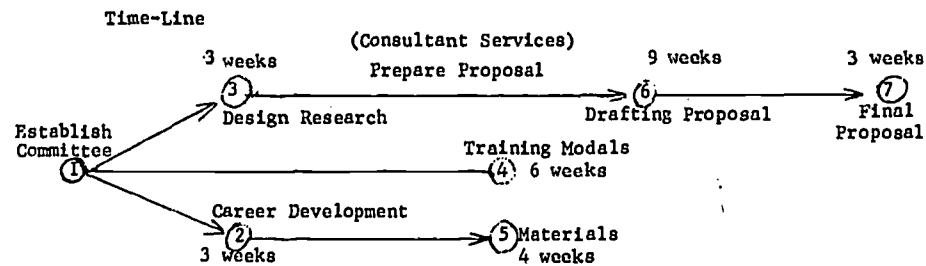 Time-Line
(Consultant Services)
3 weeks
9 weeks
3 weeks
Prepare Proposal
3
6
7
Design Research
Drafting Proposal
Final
Proposal
Establish
Committee
1
Training Modals
4
6 weeks
Career Development
2
5
Materials
3 weeks
4 weeks